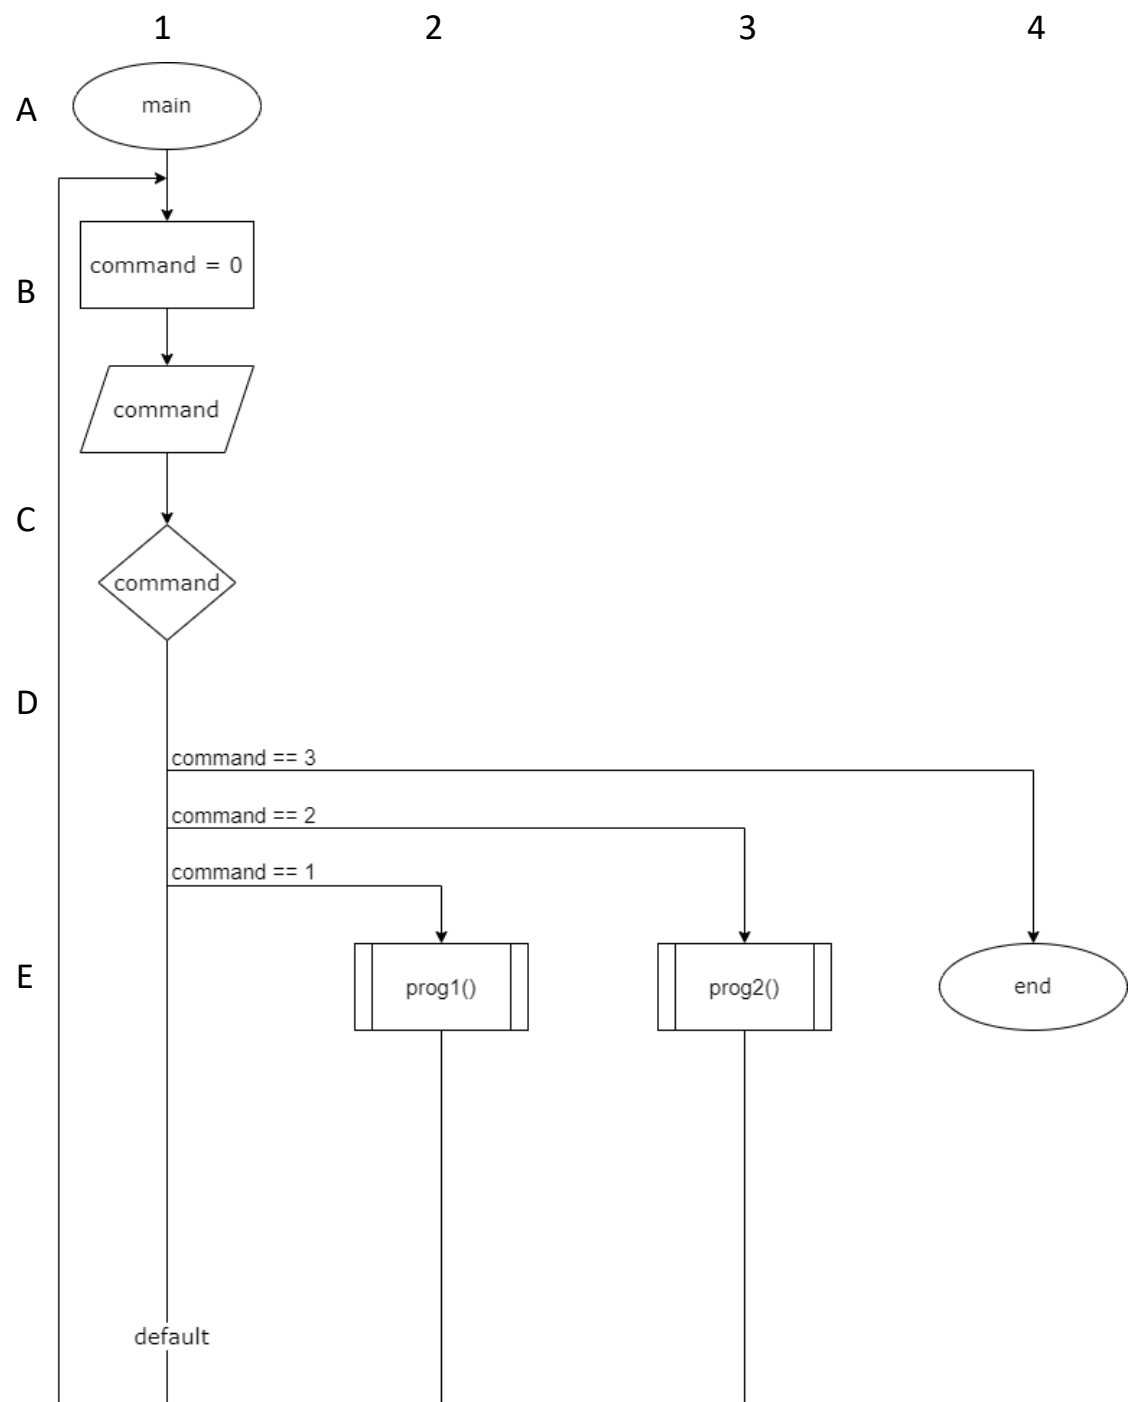 1 2 3 4
A
main
command = 0
B
command
C
command
D
command == 3
command == 2
command == 1
E
prog1() prog2() end
default